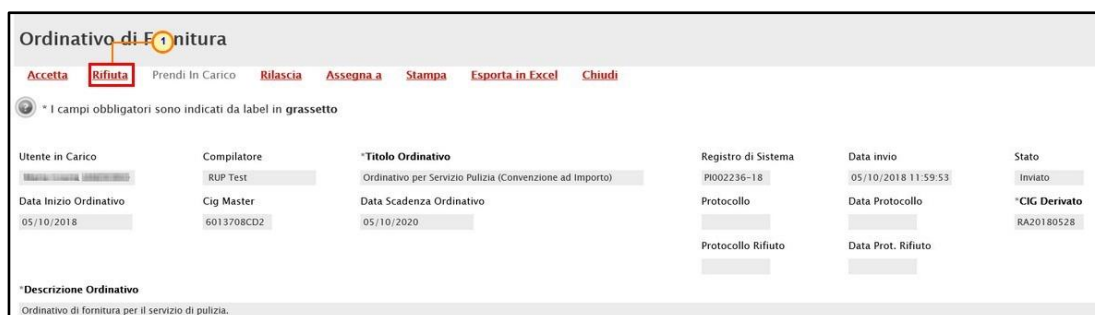 Ordinativo di F 1 nitura
Accetta Rifiuta Prendi In Carico Rilascia Assegna a Stampa Esporta in Excel Chiudi
? * I campi obbligatori sono indicati da label in grassetto
Utente in Carico Compilatore *Titolo Ordinativo Registro di Sistema Data invio Stato
RUP Test Ordinativo per Servizio Pulizia (Convenzione ad Importo) PI002236-18 05/10/2018 11:59:53 Inviato
Data Inizio Ordinativo Cig Master Data Scadenza Ordinativo Protocollo Data Protocollo *CIG Derivato
05/10/2018 6013708CD2 05/10/2020 RA20180528
Protocollo Rifiuto Data Prot. Rifiuto
*Descrizione Ordinativo
Ordinativo di fornitura per il servizio di pulizia.